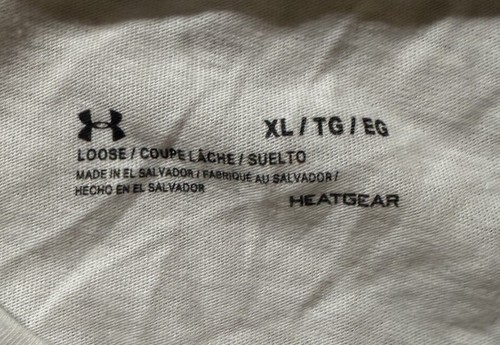 XL / TG / EG
LOOSE / COUPE LÂCHE / SUELTO
MADE IN EL SALVADOR / FABRIQUÉ AU SALVADOR /
HECHO EN EL SALVADOR
HEATGEAR